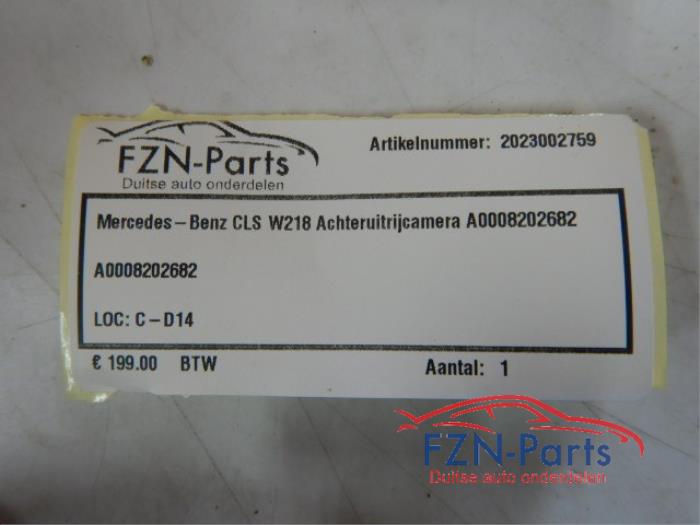 FZN-Parts
Duitse auto onderdelen
Artikelnummer: 2023002759
Mercedes-Benz CLS W218 Achteruitrijcamera A0008202682
A0008202682
LOC: C-D14
€ 199.00 BTW
Aantal: 1
FZN-Parts
Duitse auto onderdelen